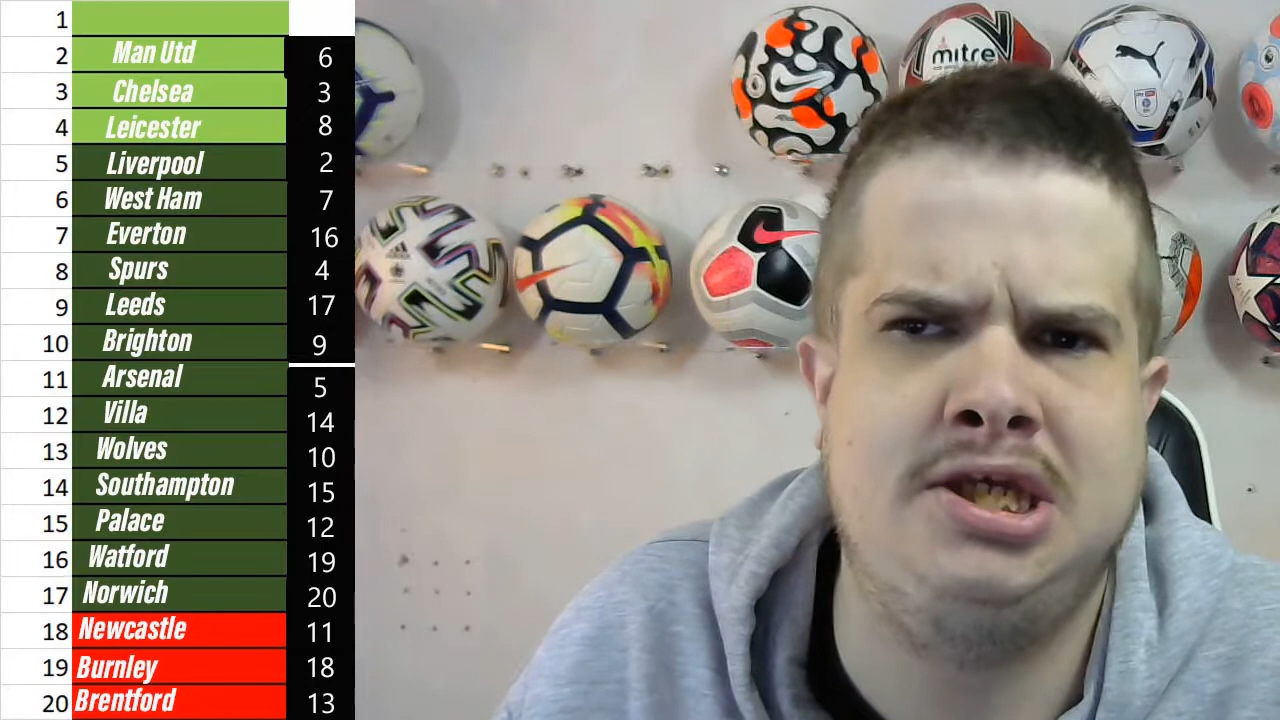 1
2 Man Utd 6
3 Chelsea 3
4 Leicester 8
5 Liverpool 2
6 West Ham 7
7 Everton 16
8 Spurs 4
9 Leeds 17
10 Brighton 9
11 Arsenal 5
12 Villa 14
13 Wolves 10
14 Southampton 15
15 Palace 12
16 Watford 19
17 Norwich 20
18 Newcastle 11
19 Burnley 18
20 Brentford 13
mitre